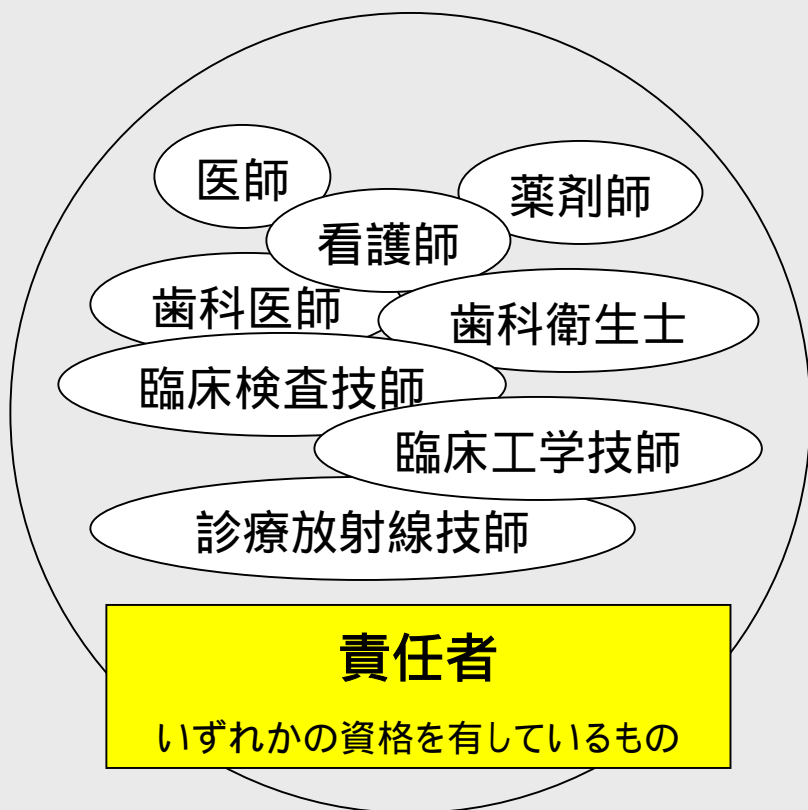 医師
薬剤師
看護師
歯科医師
歯科衛生士
臨床検査技師
臨床工学技師
診療放射線技師
責任者
いずれかの資格を有しているもの